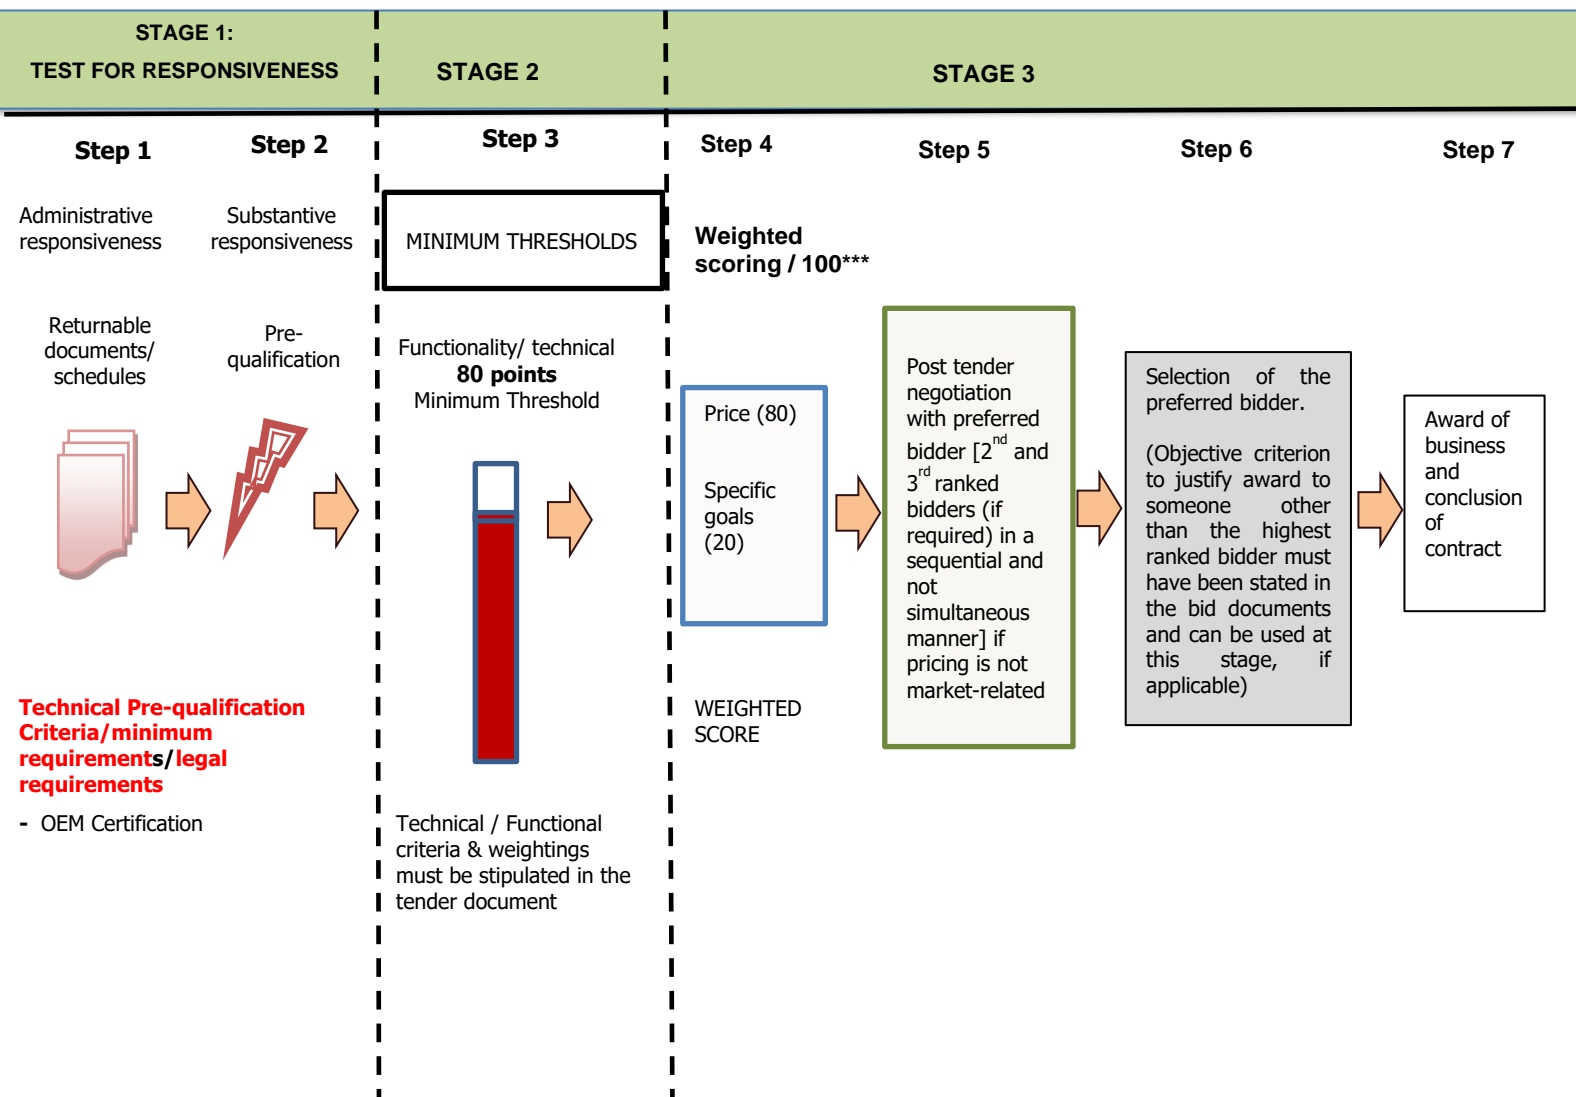 STAGE 1:
TEST FOR RESPONSIVENESS
STAGE 2
STAGE 3
Step 1
Step 2
Step 3
Step 4
Step 5
Step 6
Step 7
Administrative
responsiveness
Substantive
responsiveness
MINIMUM THRESHOLDS
Weighted
scoring / 100***
Returnable
documents/
schedules
Pre-
qualification
Functionality/ technical
80 points
Minimum Threshold
Price (80)
Specific
goals
(20)
Post tender
negotiation
with preferred
bidder [2nd and
3rd ranked
bidders (if
required) in a
sequential and
not
simultaneous
manner] if
pricing is not
market-related
Selection of the
preferred bidder.
(Objective criterion
to justify award to
someone other
than the highest
ranked bidder must
have been stated in
the bid documents
and can be used at
this stage, if
applicable)
Award of
business
and
conclusion
of
contract
Technical Pre-qualification
Criteria/minimum
requirements/legal
requirements
- OEM Certification
WEIGHTED
SCORE
Technical / Functional
criteria & weightings
must be stipulated in the
tender document